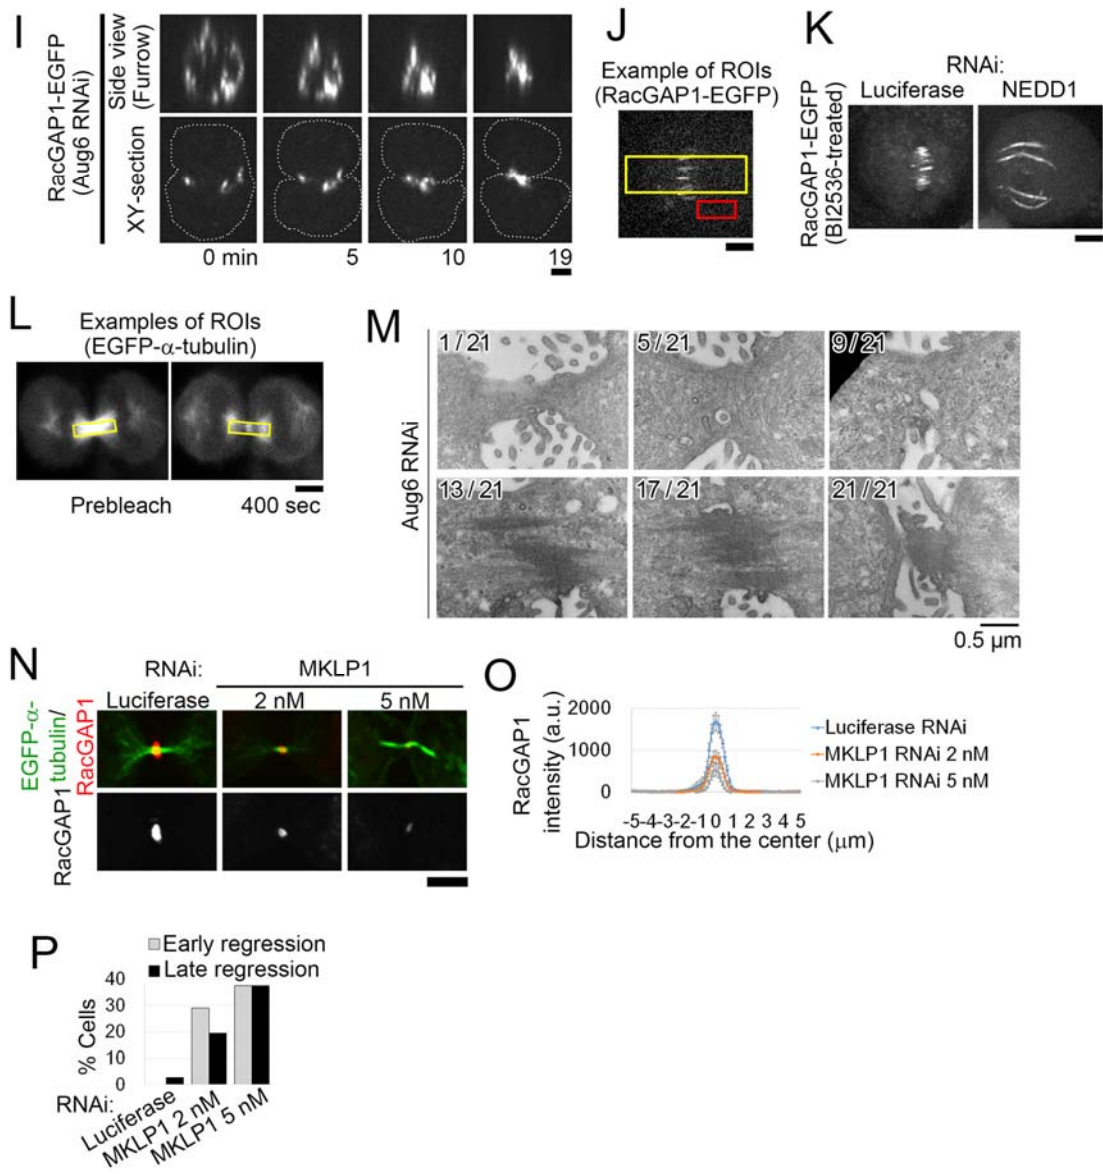 I
RacGAP1-EGFP
(Aug6 RNAi)
Side view
(Furrow)
XY-section
0 min
5
10
19
J
Example of ROIs
(RacGAP1-EGFP)
K
RNAi:
Luciferase
NEDD1
RacGAP1-EGFP
(BI2536-treated)
L
Examples of ROIs
(EGFP-α-tubulin)
Prebleach
400 sec
M
Aug6 RNAi
1 / 21
5 / 21
9 / 21
13 / 21
17 / 21
21 / 21
0.5 μm
N
RNAi:
MKLP1
Luciferase
2 nM
5 nM
EGFP-α-
tubulin/
RacGAP1
RacGAP1
O
RacGAP1
intensity (a.u.)
2000
1000
0
-5-4-3-2-1 0 1 2 3 4 5
Distance from the center (μm)
Luciferase RNAi
MKLP1 RNAi 2 nM
MKLP1 RNAi 5 nM
P
Early regression
Late regression
% Cells
40
30
20
10
0
RNAi:
Luciferase
MKLP1 2 nM
MKLP1 5 nM